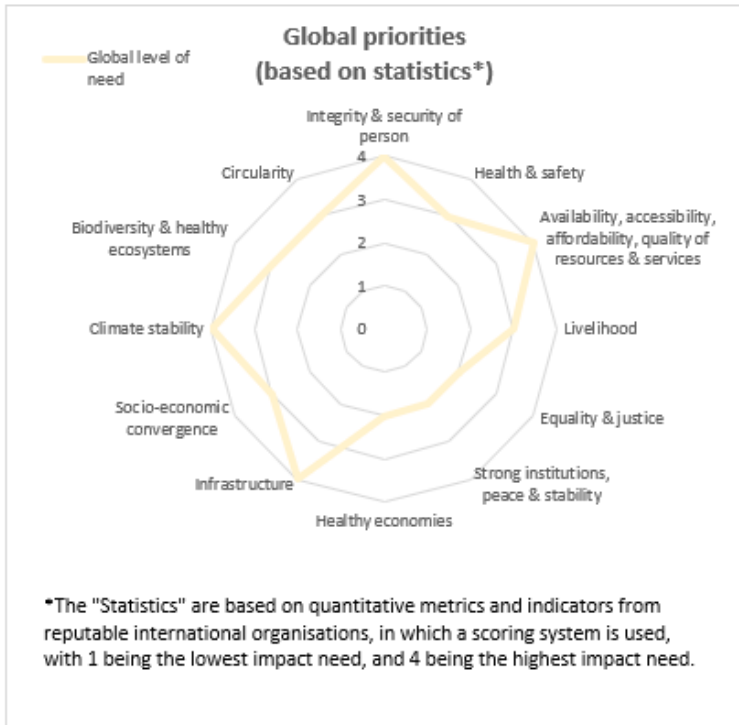 Global priorities
(based on statistics*)
Global level of
need
Integrity & security of
person
Health & safety
Availability, accessibility,
affordability, quality of
resources & services
Livelihood
Equality & justice
Strong institutions,
peace & stability
Healthy economies
Infrastructure
Socio-economic
convergence
Climate stability
Biodiversity & healthy
ecosystems
Circularity
4
3
2
1
0
*The "Statistics" are based on quantitative metrics and indicators from
reputable international organisations, in which a scoring system is used,
with 1 being the lowest impact need, and 4 being the highest impact need.